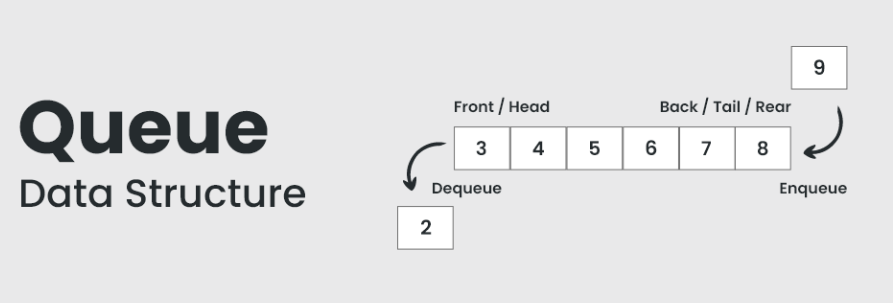 Queue
Data Structure
9
Front / Head
Back / Tail / Rear
3 4 5 6 7 8
Dequeue
Enqueue
2